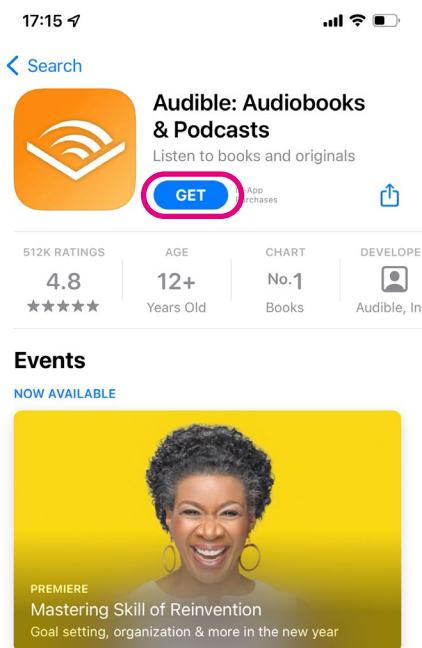 17:15
Search
Audible: Audiobooks
& Podcasts
Listen to books and originals
GET
In-App
Purchases
512K RATINGS
AGE
CHART
DEVELOPE
4.8
12+
No.1
Years Old
Books
Audible, In
Events
NOW AVAILABLE
PREMIERE
Mastering Skill of Reinvention
Goal setting, organization & more in the new year